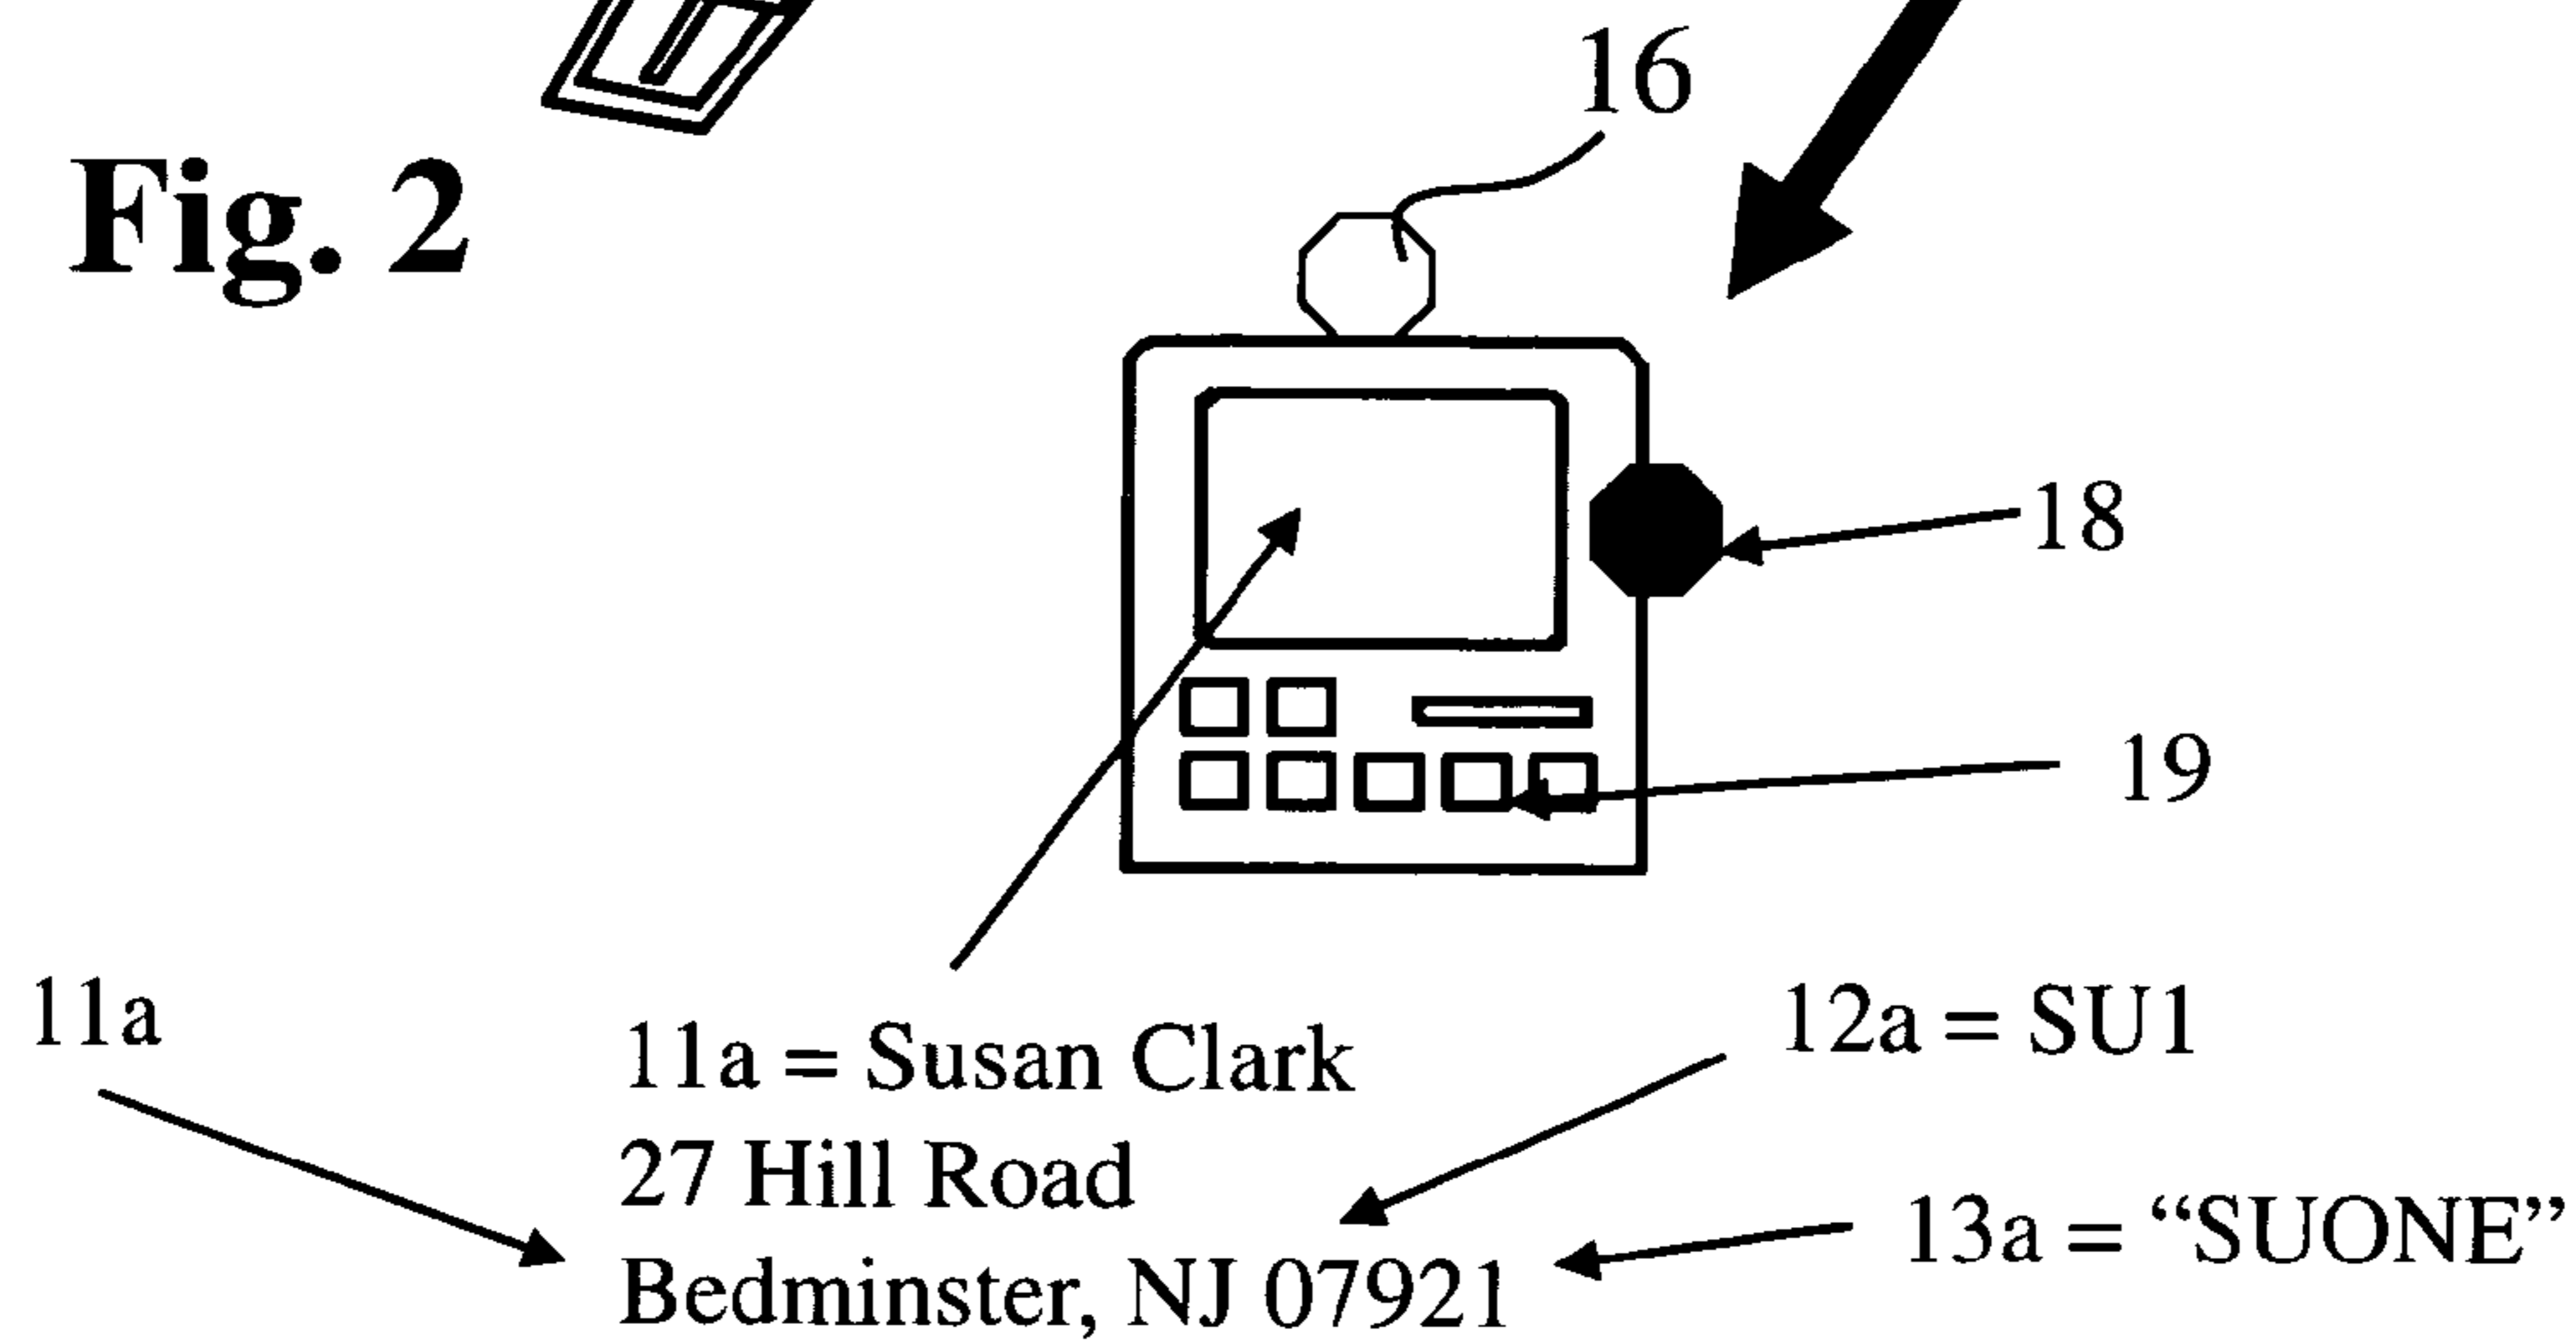 16
Fig. 2
18
19
11a
11a = Susan Clark
27 Hill Road
Bedminster, NJ 07921
12a = SU1
13a = “SUONE”